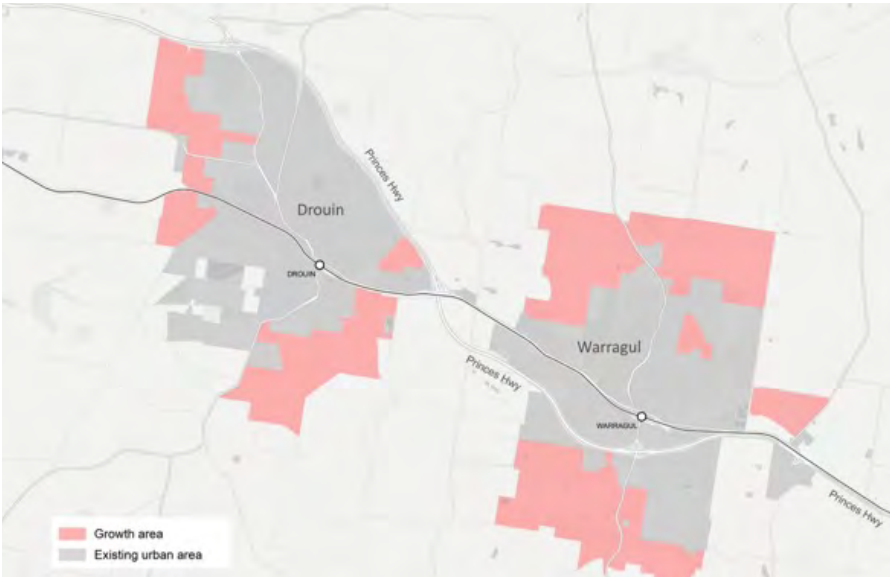 Princes Hwy
Drouin
DROUIN
Warragul
Princes Hwy
WARRAGUL
Princes Hwy
Growth area
Existing urban area